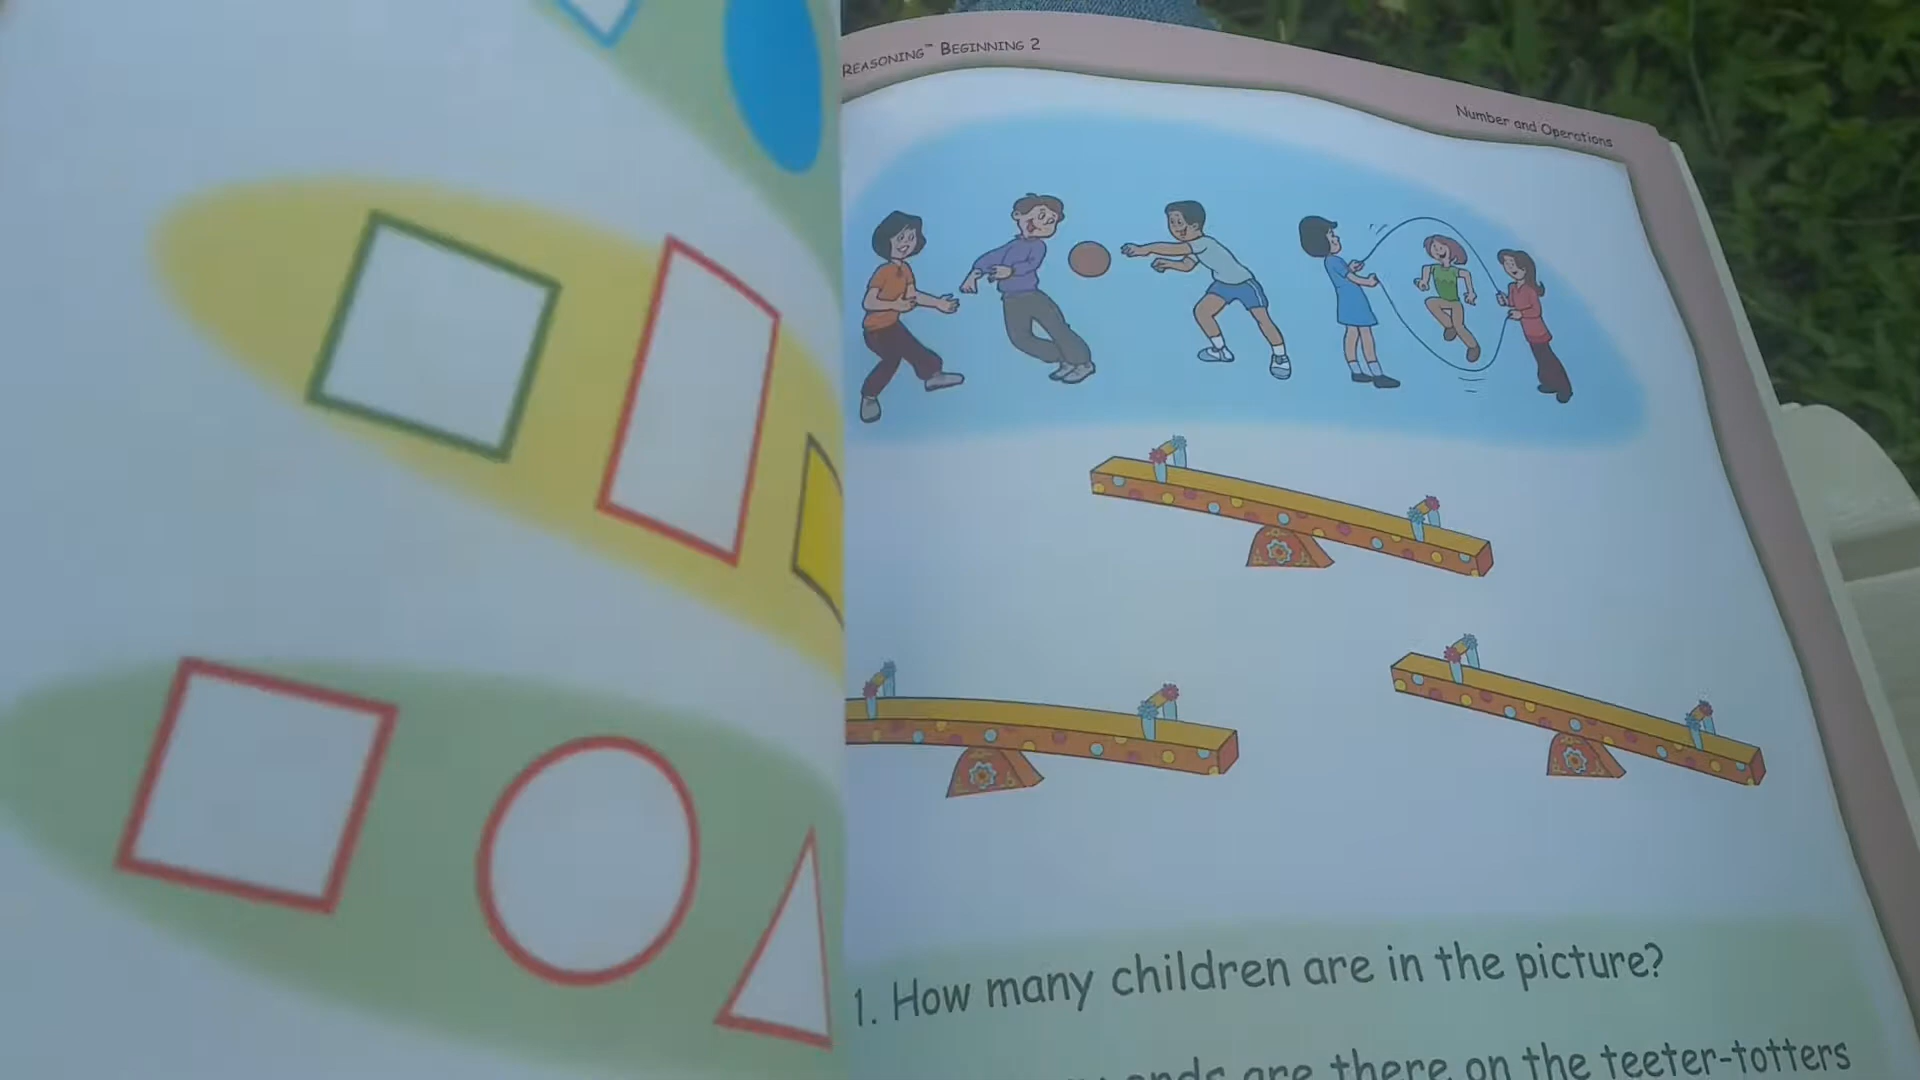 REASONING™ BEGINNING 2
Number and Operations
1. How many children are in the picture?
ends are there on the teeter-totters